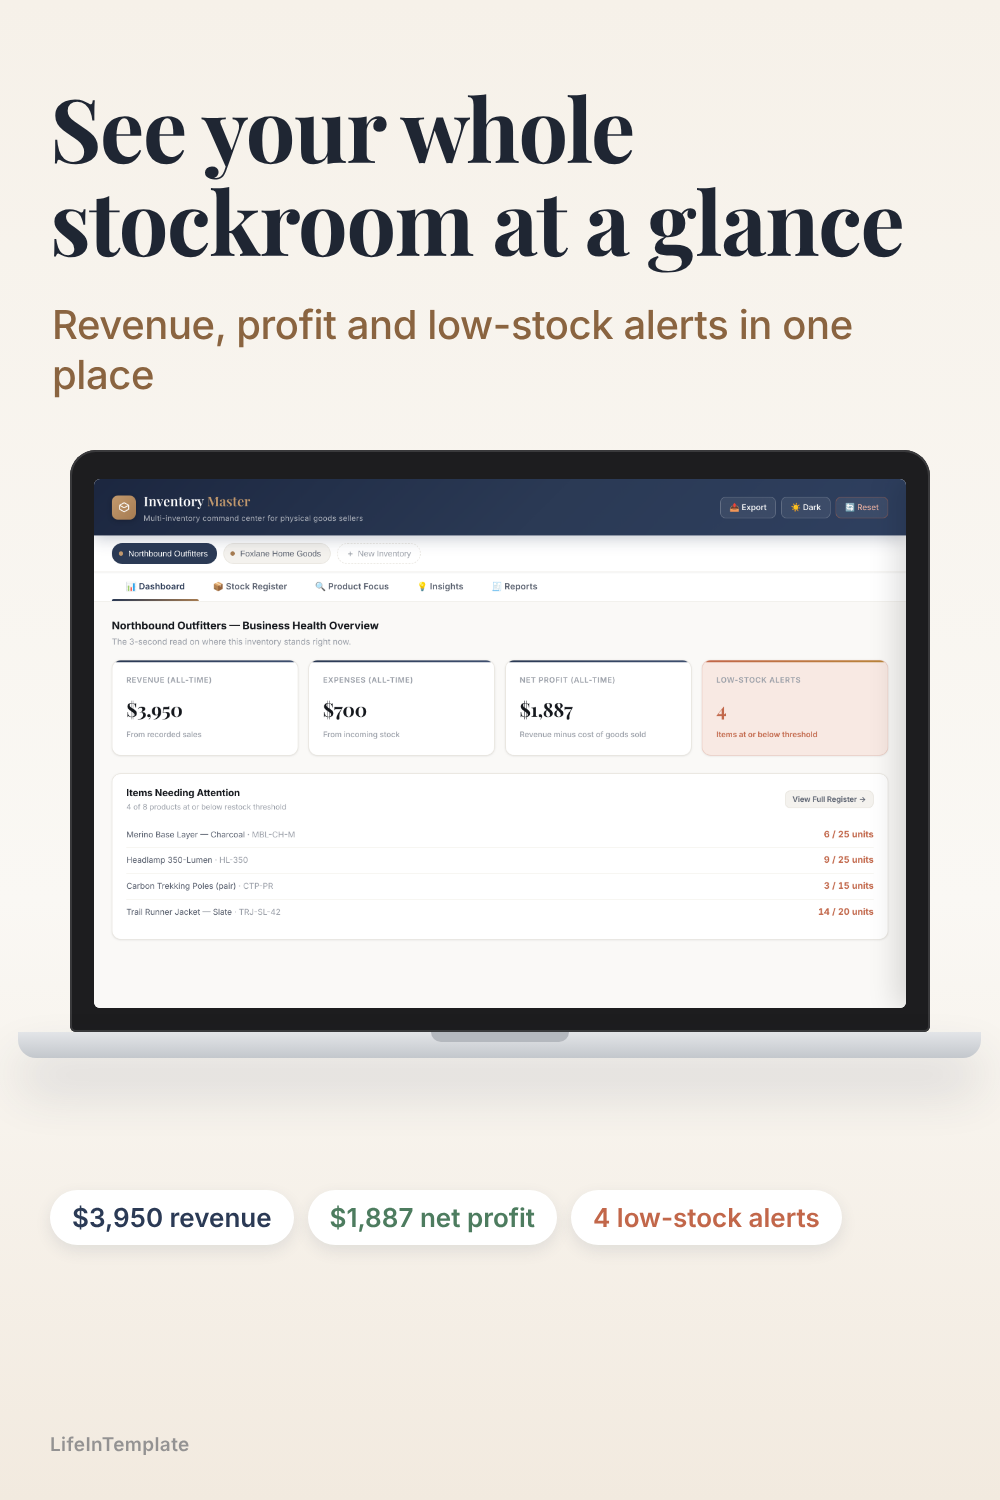 See your whole
stockroom at a glance
Revenue, profit and low-stock alerts in one
place
Inventory Master
Multi-inventory command center for physical goods sellers
📤 Export
☀️ Dark
🔄 Reset
Northbound Outfitters
Foxlane Home Goods
+ New Inventory
📊 Dashboard
📦 Stock Register
🔍 Product Focus
💡 Insights
🧾 Reports
Northbound Outfitters — Business Health Overview
The 3-second read on where this inventory stands right now.
REVENUE (ALL-TIME)
$3,950
From recorded sales
EXPENSES (ALL-TIME)
$700
From incoming stock
NET PROFIT (ALL-TIME)
$1,887
Revenue minus cost of goods sold
LOW-STOCK ALERTS
4
Items at or below threshold
Items Needing Attention
4 of 8 products at or below restock threshold
View Full Register →
Merino Base Layer — Charcoal · MBL-CH-M
6 / 25 units
Headlamp 350-Lumen · HL-350
9 / 25 units
Carbon Trekking Poles (pair) · CTP-PR
3 / 15 units
Trail Runner Jacket — Slate · TRJ-SL-42
14 / 20 units
$3,950 revenue
$1,887 net profit
4 low-stock alerts
LifeInTemplate